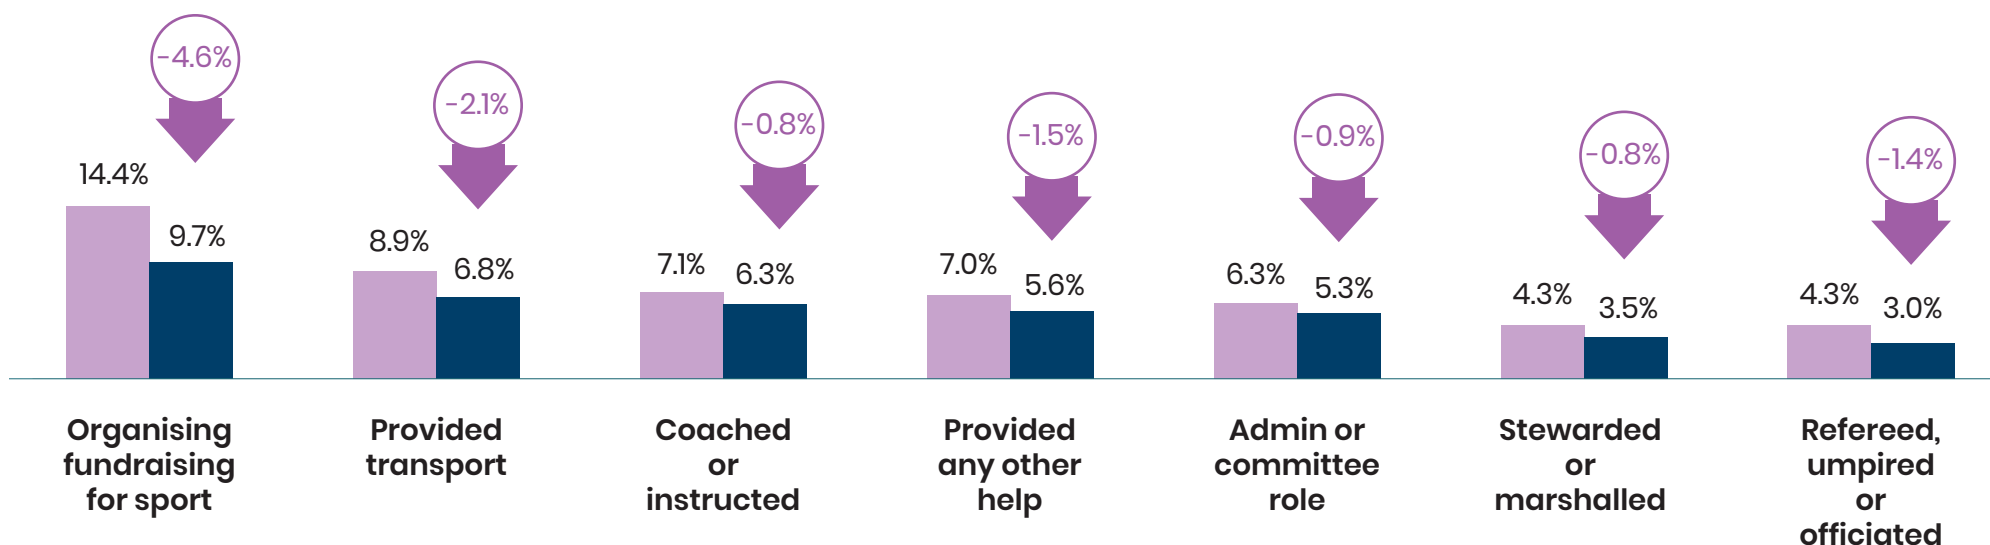 -4.6%
-2.1%
-0.8%
-1.5%
-0.9%
-0.8%
-1.4%
14.4%
9.7%
8.9%
6.8%
7.1%
6.3%
7.0%
5.6%
6.3%
5.3%
4.3%
3.5%
4.3%
3.0%
Organising
fundraising
for sport
Provided
transport
Coached
or
instructed
Provided
any other
help
Admin or
committee
role
Stewarded
or
marshalled
Refereed,
umpired
or
officiated